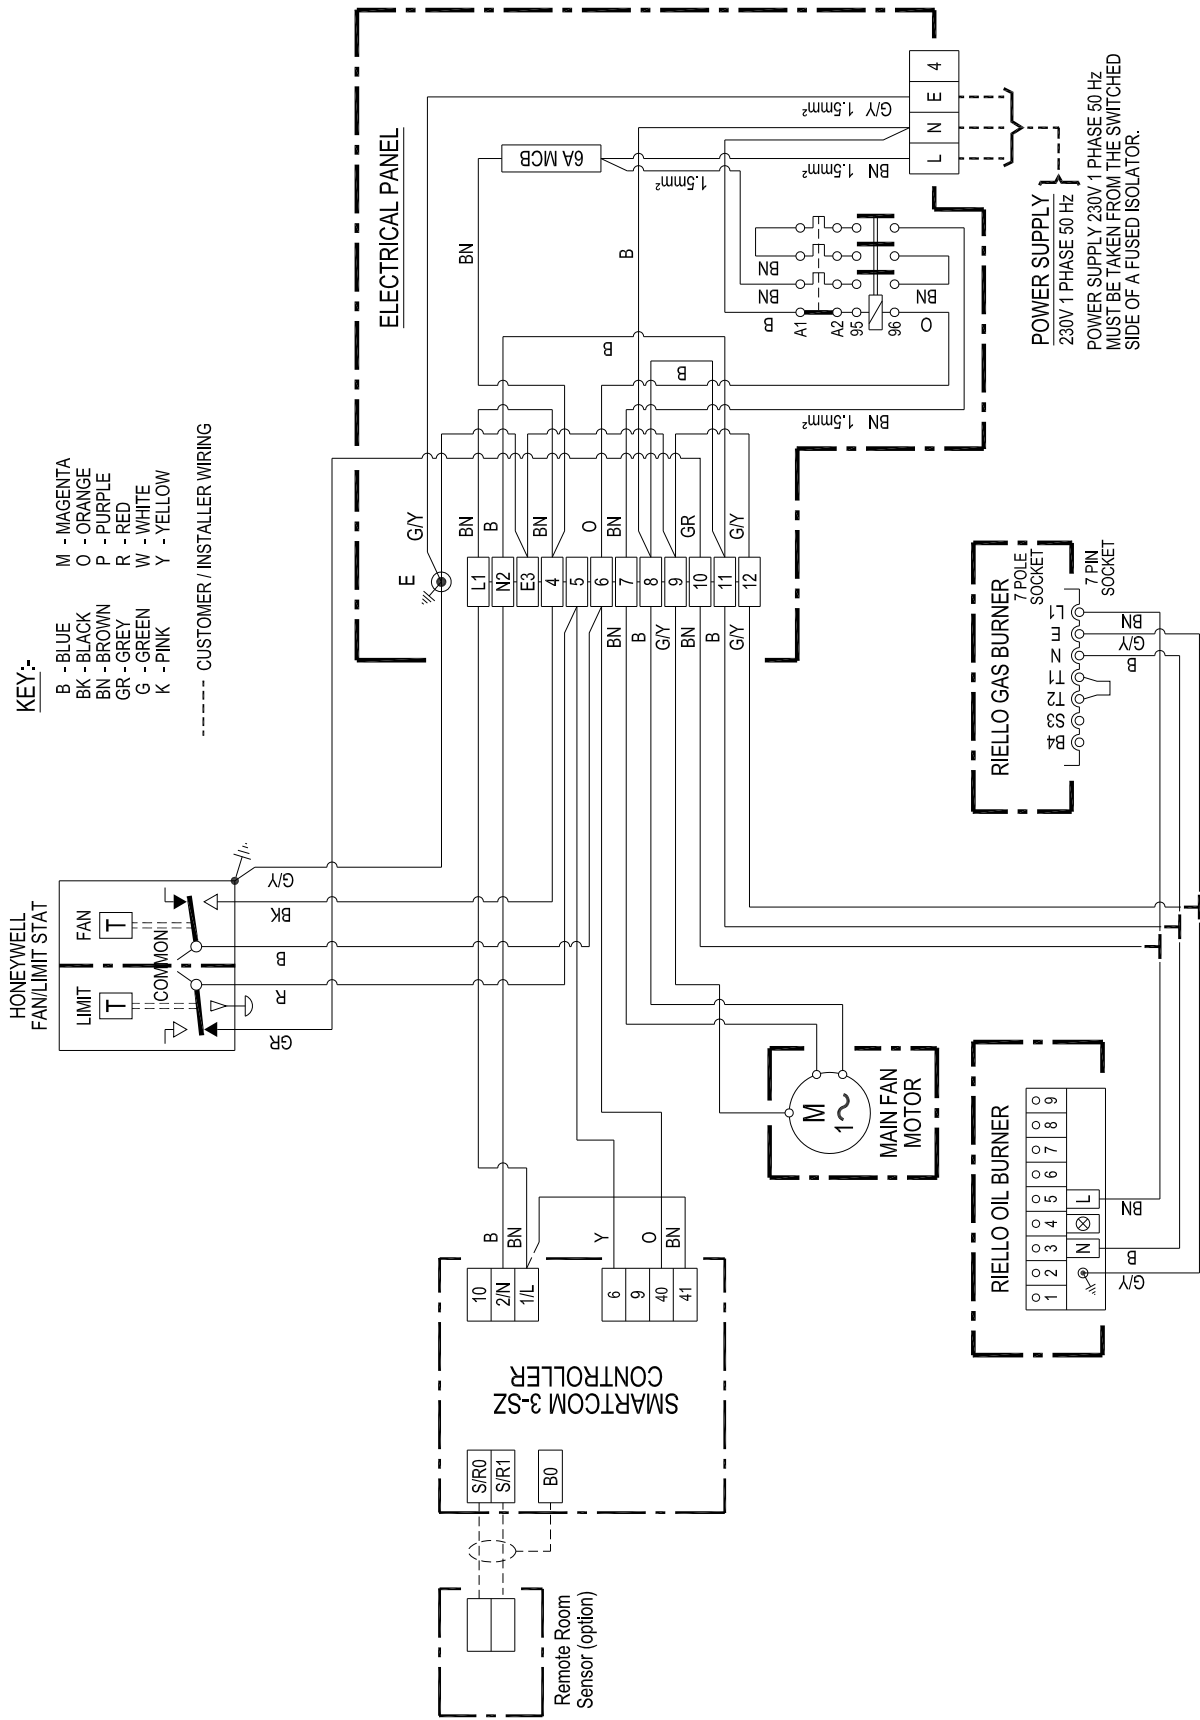 KEY:-
B - BLUE
BK - BLACK
BN - BROWN
GR - GREY
G - GREEN
K - PINK
M - MAGENTA
O - ORANGE
P - PURPLE
R - RED
W - WHITE
Y - YELLOW
CUSTOMER / INSTALLER WIRING
HONEYWELL
FAN/LIMIT STAT
LIMIT
FAN
T
T
COMMON
GR
R
B
BK
G/Y
ELECTRICAL PANEL
E
G/Y
BN
B
BN
O
BN
GR
G/Y
L1
N2
E3
4
5
6
7
8
9
10
11
12
BN
B
G/Y
BN
B
G/Y
BN
B
B
B
6A MCB
1.5mm²
BN 1.5mm²
G/Y 1.5mm²
BN 1.5mm²
L
N
E
4
B
BN
BN
A1
A2
95
96
O
BN
POWER SUPPLY
230V 1 PHASE 50 Hz
POWER SUPPLY 230V 1 PHASE 50 Hz
MUST BE TAKEN FROM THE SWITCHED
SIDE OF A FUSED ISOLATOR.
Remote Room
Sensor (option)
S/R0
S/R1
B0
SMARTCOM 3-SZ
CONTROLLER
10
2/N
1/L
6
9
40
41
B
BN
Y
O
BN
M
1
MAIN FAN
MOTOR
RIELLO OIL BURNER
1
2
3
4
5
6
7
8
9
N
L
G/Y
B
BN
RIELLO GAS BURNER
7 POLE
SOCKET
7 PIN
SOCKET
B4
S3
T2
T1
N
E
L1
B
G/Y
BN